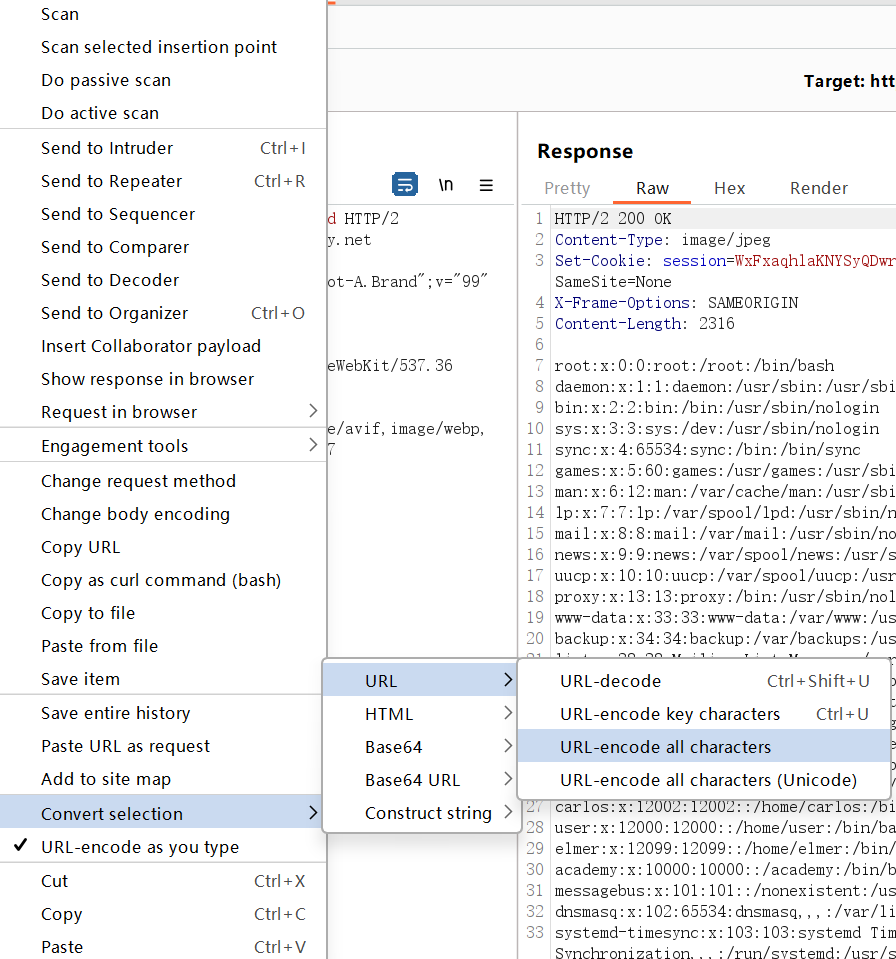 Scan
Scan selected insertion point
Do passive scan
Do active scan
Send to Intruder Ctrl+I
Send to Repeater Ctrl+R
Send to Sequencer
Send to Comparer
Send to Decoder
Send to Organizer Ctrl+O
Insert Collaborator payload
Show response in browser
Request in browser
Engagement tools
Change request method
Change body encoding
Copy URL
Copy as curl command (bash)
Copy to file
Paste from file
Save item
Save entire history
Paste URL as request
Add to site map
Convert selection
URL-encode as you type
Cut Ctrl+X
Copy Ctrl+C
Paste Ctrl+V
URL
HTML
Base64
Base64 URL
Construct string
URL-decode Ctrl+Shift+U
URL-encode key characters Ctrl+U
URL-encode all characters
URL-encode all characters (Unicode)
\n
d HTTP/2
y.net
ot-A.Brand";v="99"
eWebKit/537.36
e/avif,image/webp,
7
Target: htt
Response
Pretty Raw Hex Render
1 HTTP/2 200 OK
2 Content-Type: image/jpeg
3 Set-Cookie: session=WxFxaqhlaKNYSyQDwr
SameSite=None
4 X-Frame-Options: SAMEORIGIN
5 Content-Length: 2316
6
7 root:x:0:0:root:/root:/bin/bash
8 daemon:x:1:1:daemon:/usr/sbin:/usr/sbi
9 bin:x:2:2:bin:/bin:/usr/sbin/nologin
10 sys:x:3:3:sys:/dev:/usr/sbin/nologin
11 sync:x:4:65534:sync:/bin:/bin/sync
12 games:x:5:60:games:/usr/games:/usr/sbi
13 man:x:6:12:man:/var/cache/man:/usr/sbi
14 lp:x:7:7:lp:/var/spool/lpd:/usr/sbin/n
15 mail:x:8:8:mail:/var/mail:/usr/sbin/no
16 news:x:9:9:news:/var/spool/news:/usr/s
17 uucp:x:10:10:uucp:/var/spool/uucp:/usr
18 proxy:x:13:13:proxy:/bin:/usr/sbin/nol
19 www-data:x:33:33:www-data:/var/www:/us
20 backup:x:34:34:backup:/var/backups:/us
27 carlos:x:12002:12002::/home/carlos:/bi
28 user:x:12000:12000::/home/user:/bin/ba
29 elmer:x:12099:12099::/home/elmer:/bin/
30 academy:x:10000:10000::/academy:/bin/b
31 messagebus:x:101:101::/nonexistent:/us
32 dnsmasq:x:102:65534:dnsmasq,,,:/var/li
33 systemd-timesync:x:103:103:systemd Tim
Synchronization,,,:/run/systemd:/usr/s